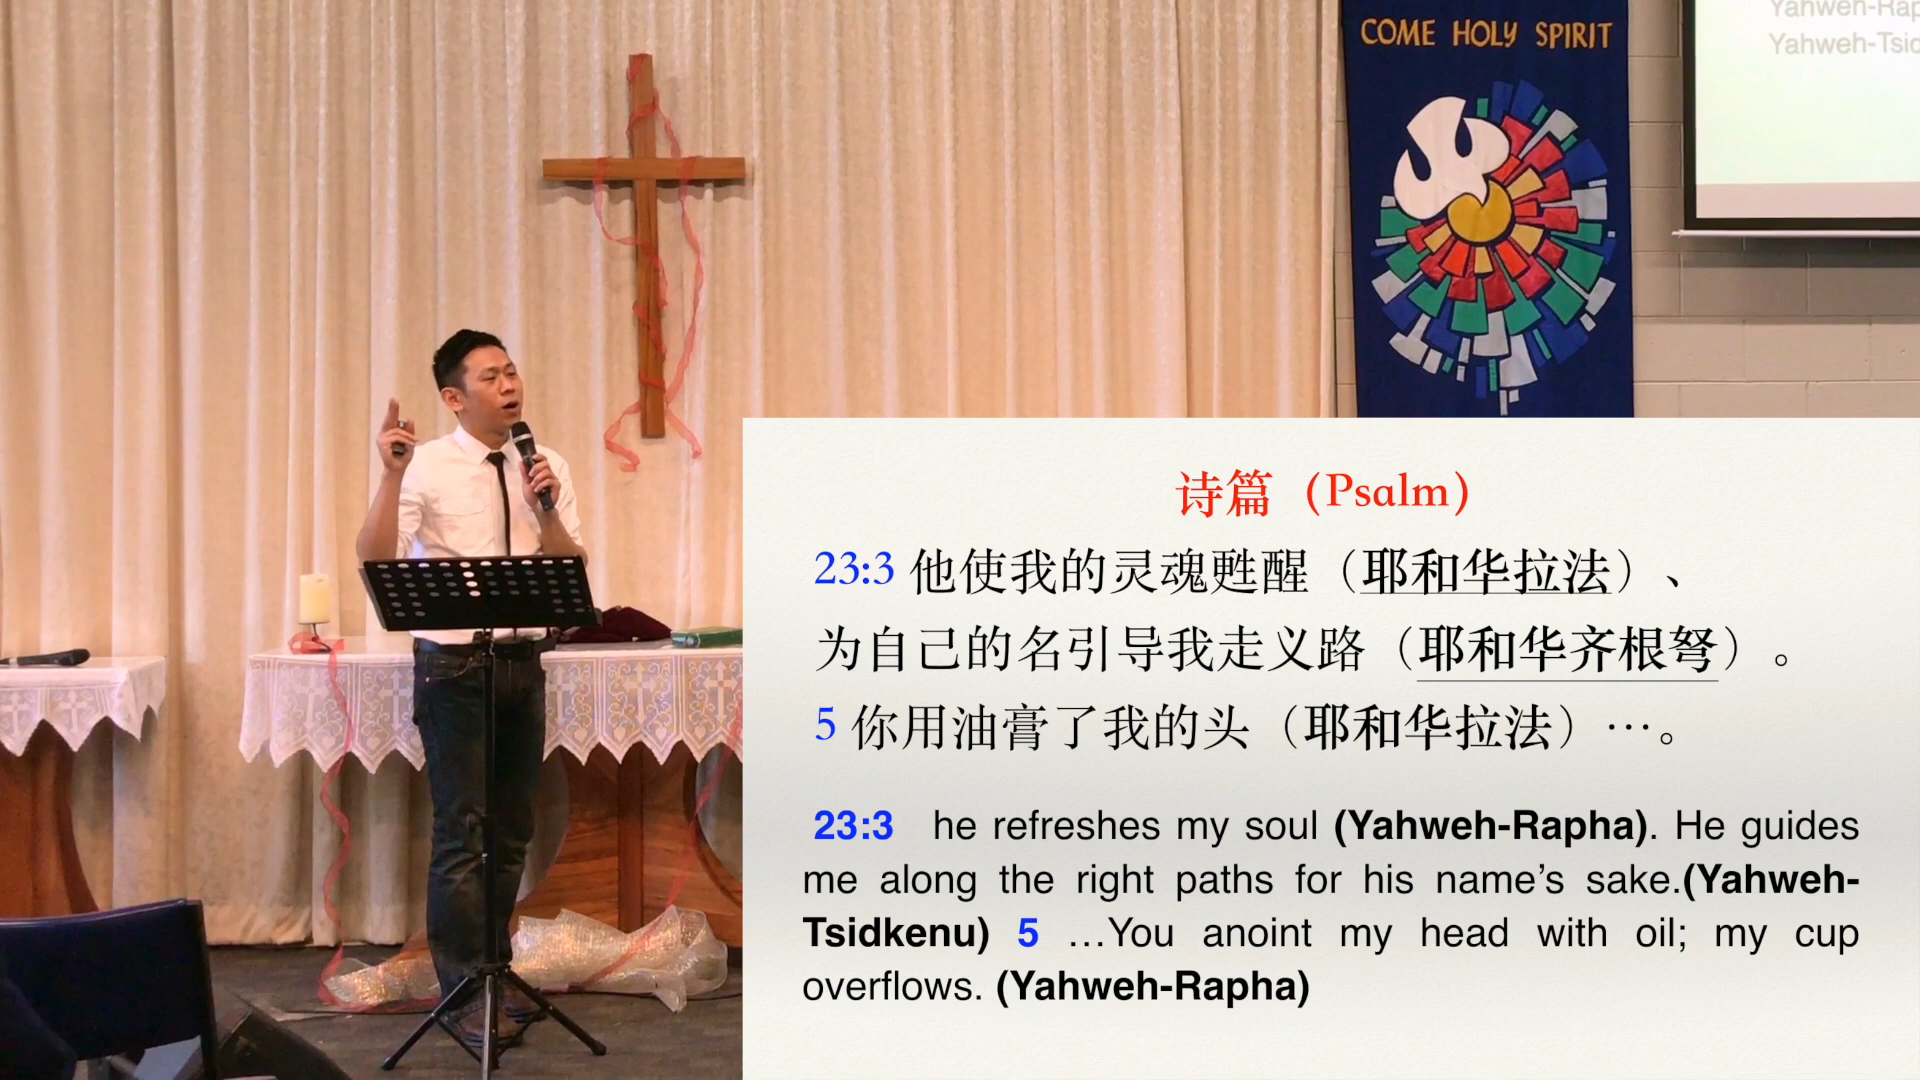 COME HOLY SPIRIT
诗篇（Psalm）
23:3 他使我的灵魂甦醒（耶和华拉法）、
为自己的名引导我走义路（耶和华齐根弩）。
5 你用油膏了我的头（耶和华拉法）…。
23:3 he refreshes my soul (Yahweh-Rapha). He guides
me along the right paths for his name’s sake.(Yahweh-
Tsidkenu) 5 …You anoint my head with oil; my cup
overflows. (Yahweh-Rapha)